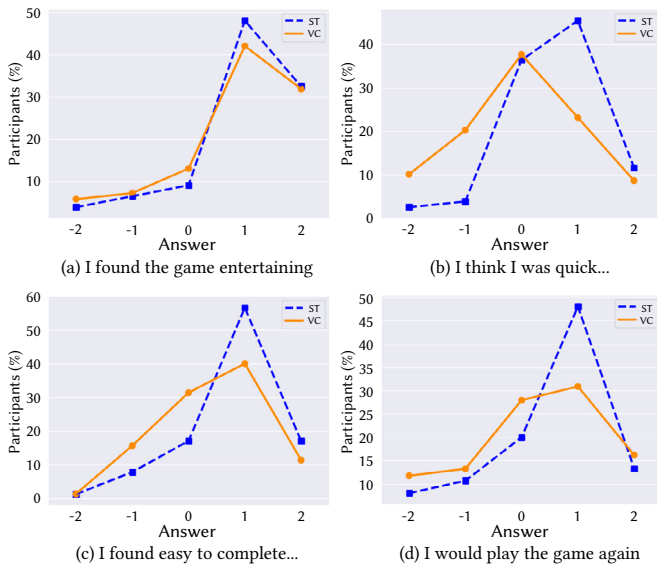 50
40
30
20
10
Participants (%)
ST
VC
-2 -1 0 1 2
Answer
(a) I found the game entertaining
40
30
20
10
0
Participants (%)
ST
VC
-2 -1 0 1 2
Answer
(b) I think I was quick...
60
50
40
30
20
10
0
Participants (%)
ST
VC
-2 -1 0 1 2
Answer
(c) I found easy to complete...
50
45
40
35
30
25
20
15
10
Participants (%)
ST
VC
-2 -1 0 1 2
Answer
(d) I would play the game again